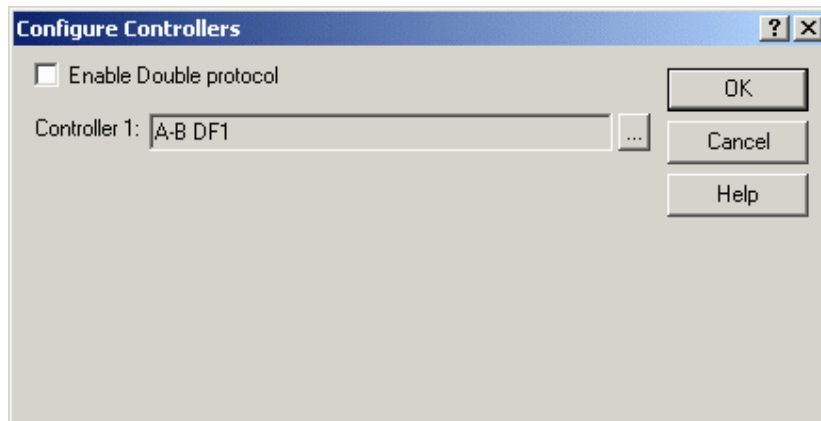 Configure Controllers
? X
Enable Double protocol
OK
Controller 1: A-B DF1 ...
Cancel
Help